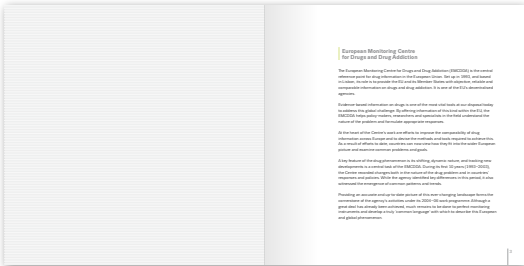 European Monitoring Centre
for Drugs and Drug Addiction
The European Monitoring Centre for Drugs and Drug Addiction (EMCDDA) is the central
reference point for drug information in the European Union. Set up in 1993, and based
in Lisbon, its role is to provide the EU and its Member States with objective, reliable and
comparable information on drugs and drug addiction. It is one of the EU's decentralised
agencies.
Evidence-based information on drugs is one of the most vital tools at our disposal today
to address this global challenge. By offering information of this kind within the EU, the
EMCDDA helps policy-makers, researchers and specialists in the field understand the
nature of the problem and formulate appropriate responses.
At the heart of the Centre's work are efforts to improve the comparability of drug
information across Europe and to devise the methods and tools required to achieve this.
As a result of efforts to date, countries can now view how they fit into the wider European
picture and examine common problems and goals.
A key feature of the drug phenomenon is its shifting, dynamic nature, and tracking new
developments is a central task of the EMCDDA. During its first 10 years (1993–2003),
the Centre recorded changes both in the nature of the drug problem and in countries'
responses and policies. While the agency identified key differences in this period, it also
witnessed the emergence of common patterns and trends.
Providing an accurate and up-to-date picture of this ever-changing landscape forms the
cornerstone of the agency's activities under its 2004–06 work programme. Although a
great deal has already been achieved, much remains to be done to perfect monitoring
instruments and develop a truly 'common language' with which to describe this European
and global phenomenon.